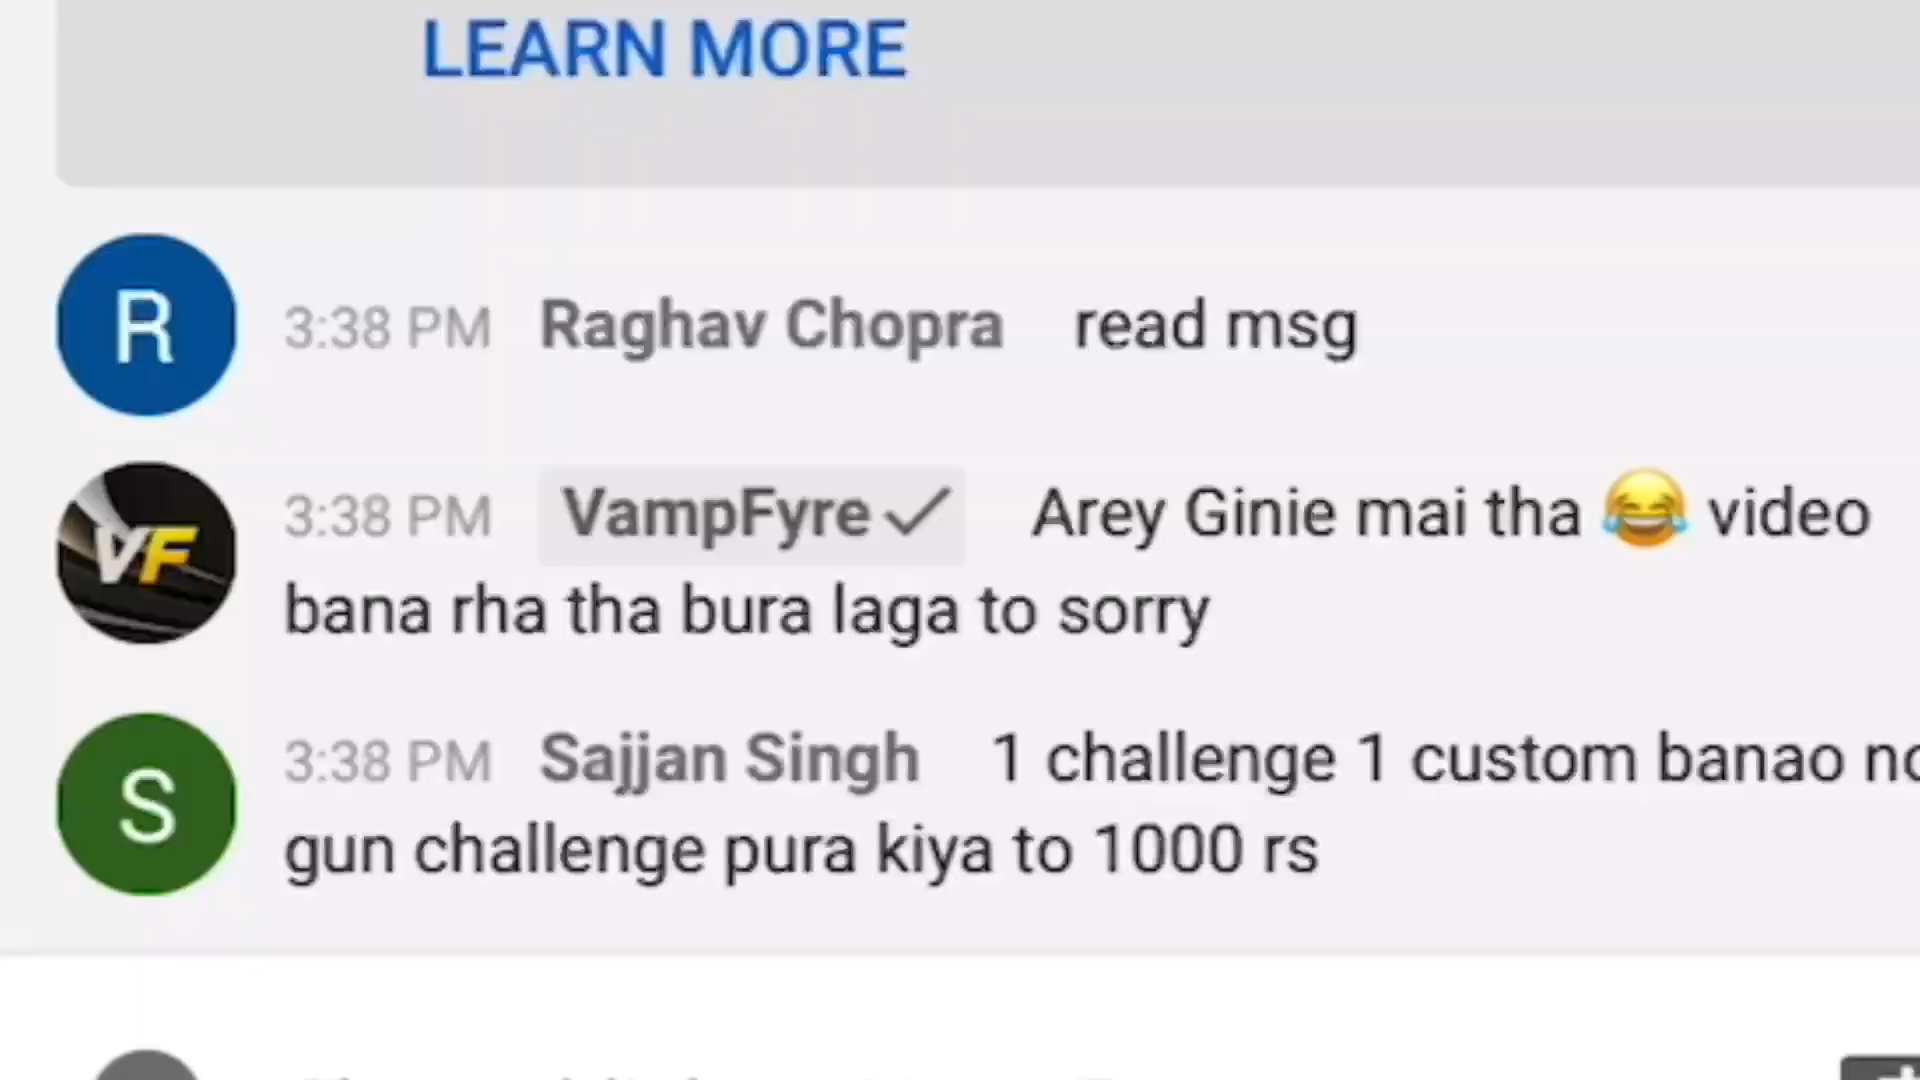 LEARN MORE
R
3:38 PM Raghav Chopra read msg
VF
3:38 PM VampFyre✓ Arey Ginie mai tha 😂 video
bana rha tha bura laga to sorry
S
3:38 PM Sajjan Singh 1 challenge 1 custom banao
gun challenge pura kiya to 1000 rs